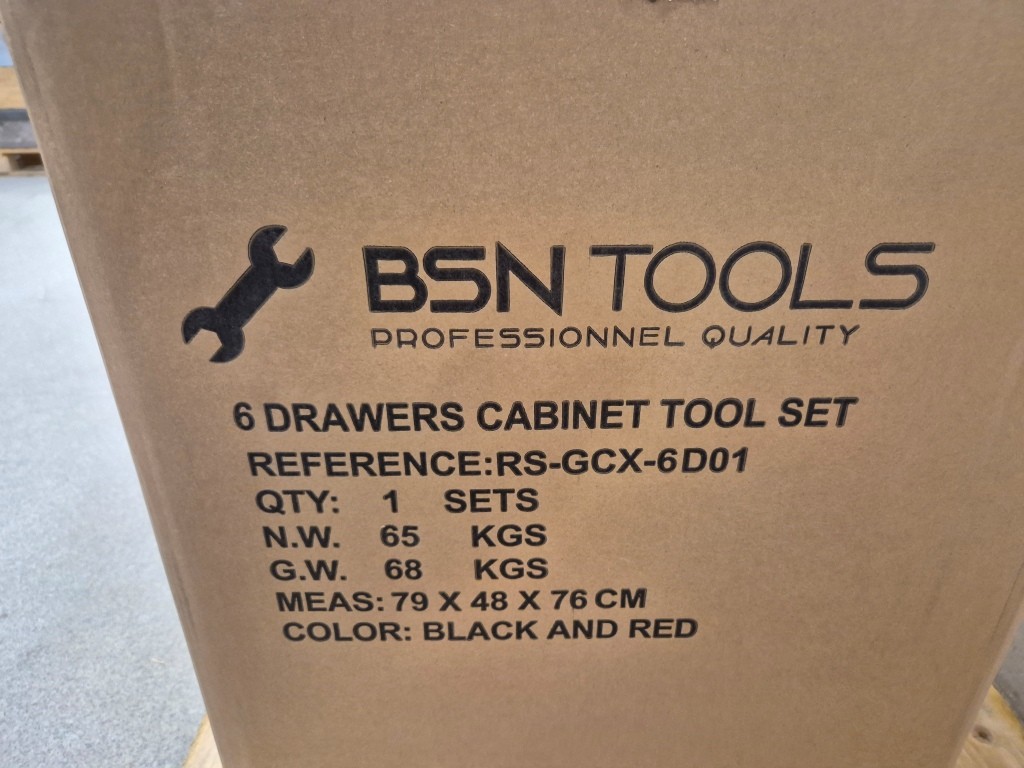 BSN TOOLS
PROFESSIONNEL QUALITY
6 DRAWERS CABINET TOOL SET
REFERENCE:RS-GCX-6D01
QTY: 1 SETS
N.W. 65 KGS
G.W. 68 KGS
MEAS: 79 X 48 X 76 CM
COLOR: BLACK AND RED